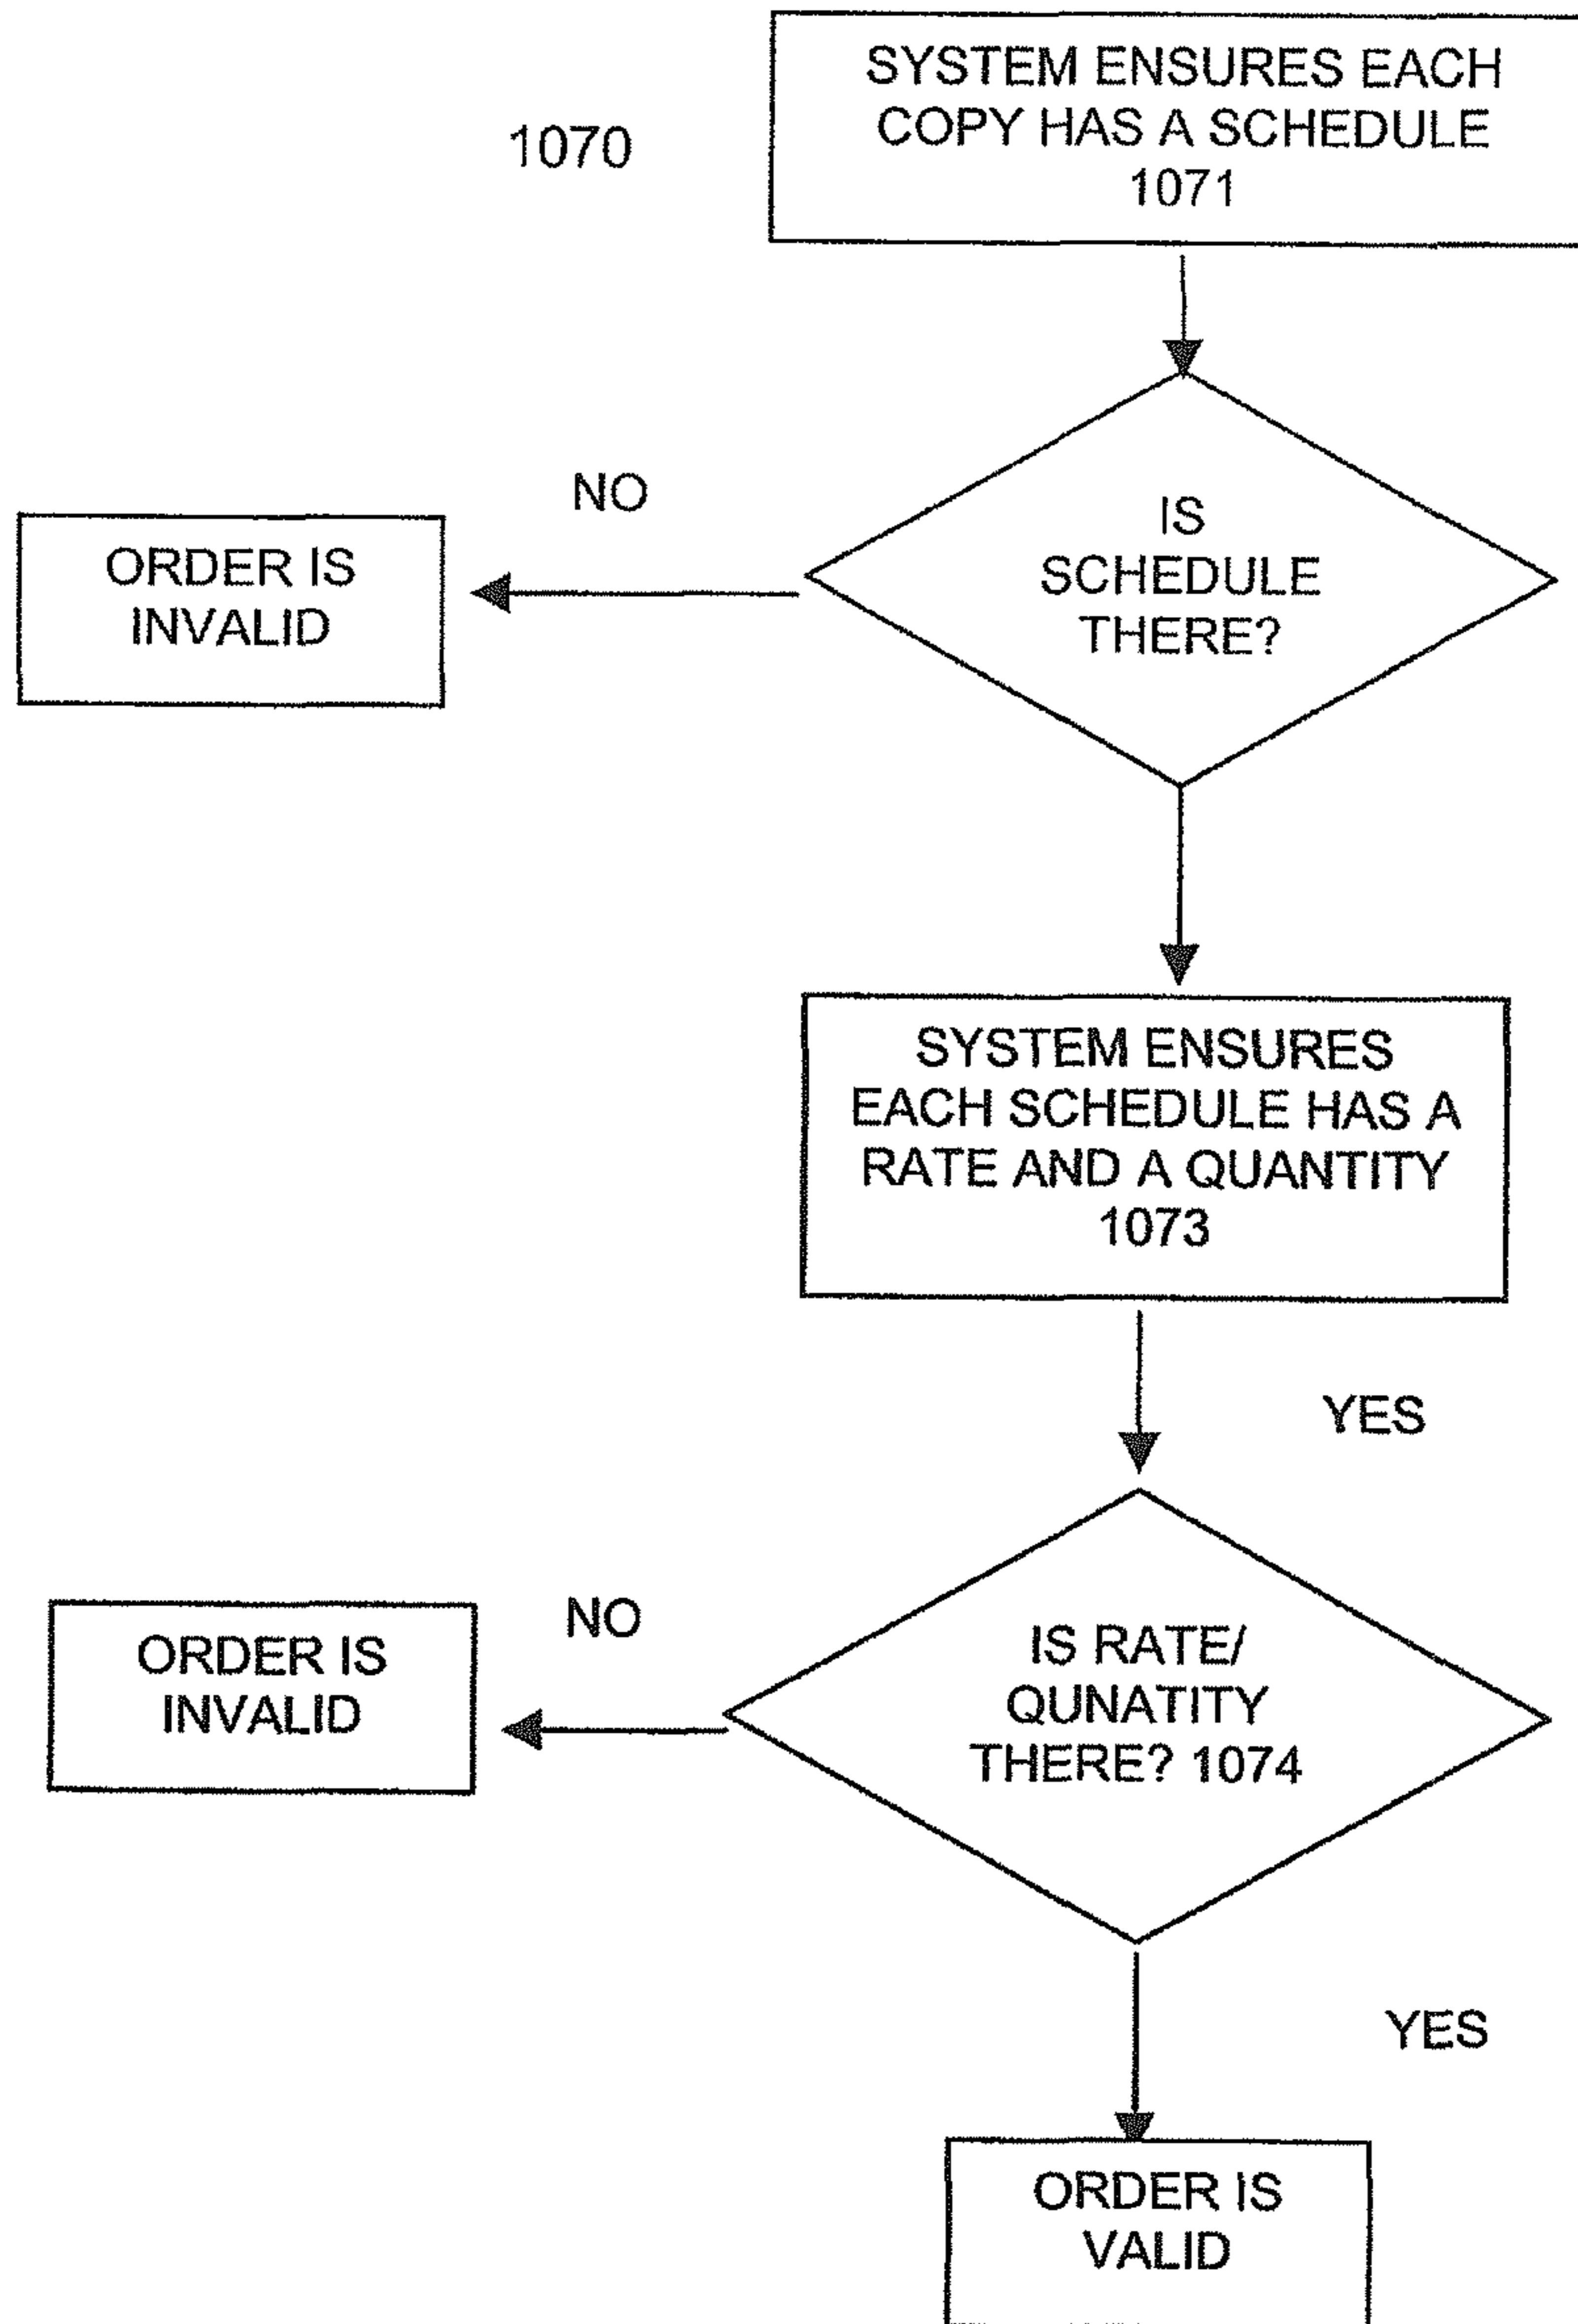 SYSTEM ENSURES EACH
COPY HAS A SCHEDULE
1071
1070
NO
IS
SCHEDULE
THERE?
ORDER IS
INVALID
SYSTEM ENSURES
EACH SCHEDULE HAS A
RATE AND A QUANTITY
1073
YES
NO
IS RATE/
QUNATITY
THERE? 1074
ORDER IS
INVALID
YES
ORDER IS
VALID